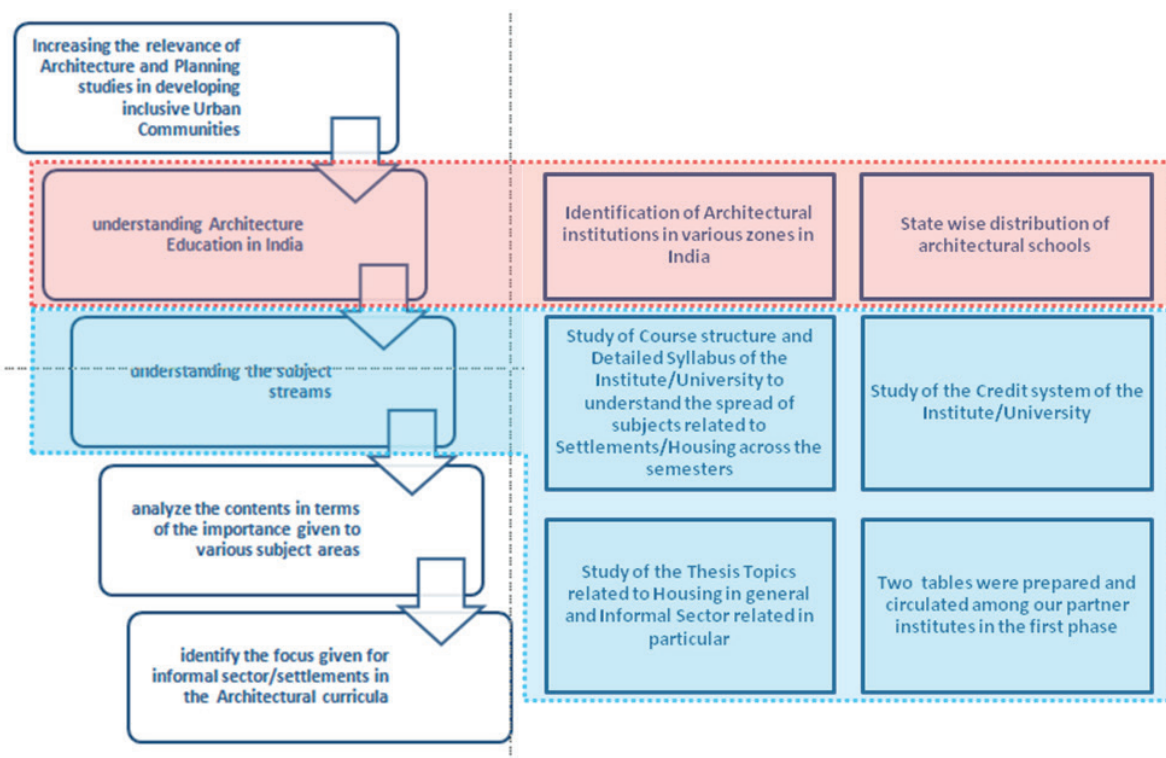 Increasing the relevance of
Architecture and Planning
studies in developing
inclusive Urban
Communities
understanding Architecture
Education in India
Identification of Architectural
institutions in various zones in
India
State wise distribution of
architectural schools
understanding the subject
streams
Study of Course structure and
Detailed Syllabus of the
Institute/University to
understand the spread of
subjects related to
Settlements/Housing across the
semesters
Study of the Credit system of the
Institute/University
analyze the contents in terms
of the importance given to
various subject areas
Study of the Thesis Topics
related to Housing in general
and Informal Sector related in
particular
Two tables were prepared and
circulated among our partner
institutes in the first phase
identify the focus given for
informal sector/settlements in
the Architectural curricula